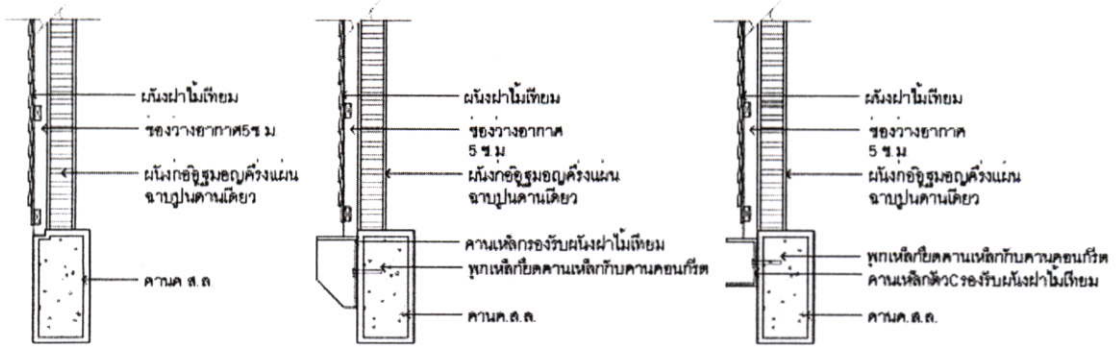 ผนังฝาไม้เทียม
ช่องว่างอากาศ5ซ ม
ผนังก่ออิฐมอญครึ่งแผ่น
ฉาบปูนด้านเดียว
คานค ส.ล
ผนังฝาไม้เทียม
ช่องว่างอากาศ
5 ซ.ม
ผนังก่ออิฐมอญครึ่งแผ่น
ฉาบปูนด้านเดียว
คานเหล็กรองรับผนังฝาไม้เทียม
พุกเหล็กยึดคานเหล็กกับคานคอนกรีต
คานค.ส.ล.
ผนังฝาไม้เทียม
ช่องว่างอากาศ
5 ซ.ม
ผนังก่ออิฐมอญครึ่งแผ่น
ฉาบปูนด้านเดียว
พุกเหล็กยึดคานเหล็กกับคานคอนกรีต
คานเหล็กตัวCรองรับผนังฝาไม้เทียม
คานค.ส.ล.